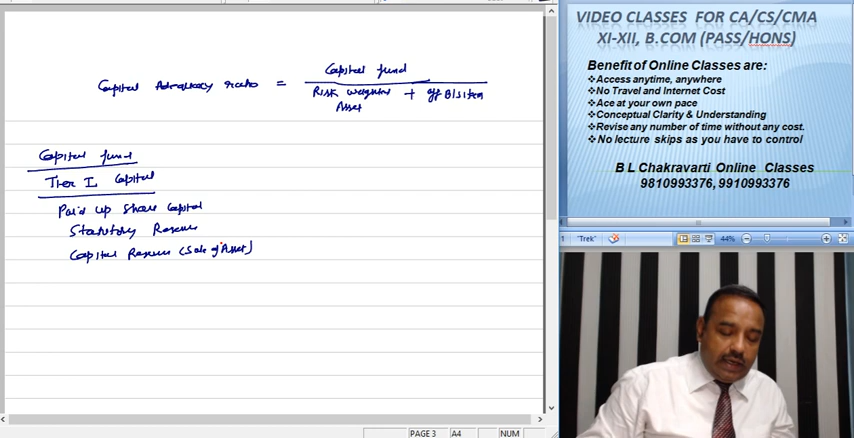 Capital Adequacy ratio = Capital fund
Risk weighted Asset + off Bl sitem
Capital fund
Tier I Capital
Paid up Share Capital
Statutory Reserve
Capital Reserve (Sale of Asset)
PAGE 3 A4 NUM
VIDEO CLASSES FOR CA/CS/CMA
XI-XII, B.COM (PASS/HONS)
Benefit of Online Classes are:
❖Access anytime, anywhere
❖No Travel and Internet Cost
❖Ace at your own pace
❖Conceptual Clarity & Understanding
❖Revise any number of time without any cost.
❖No lecture skips as you have to control
B L Chakravarti Online Classes
9810993376, 9910993376
1 "Trek" 44%